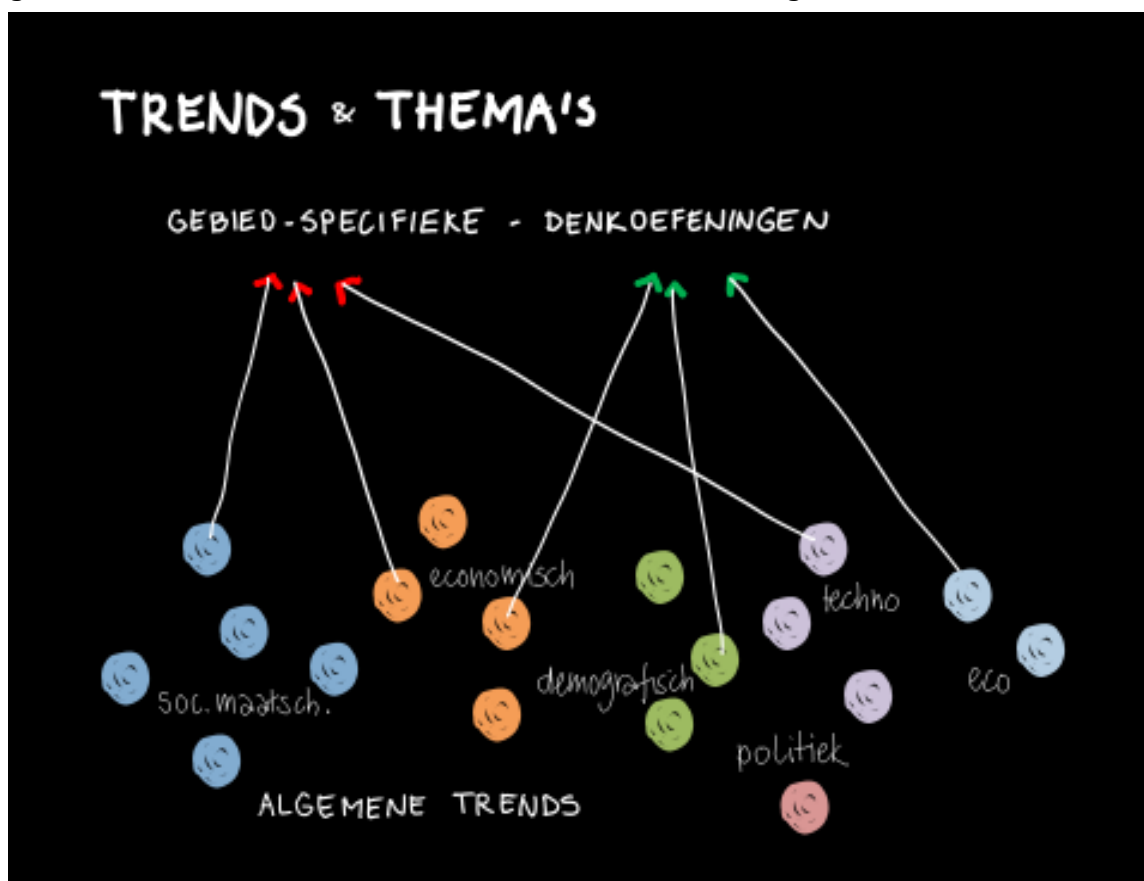 TRENDS & THEMA'S
GEBIED-SPECIFIEKE - DENKOEFENINGEN
economisch
techno
demografisch
eco
soc. maatsch.
politiek
ALGEMENE TRENDS